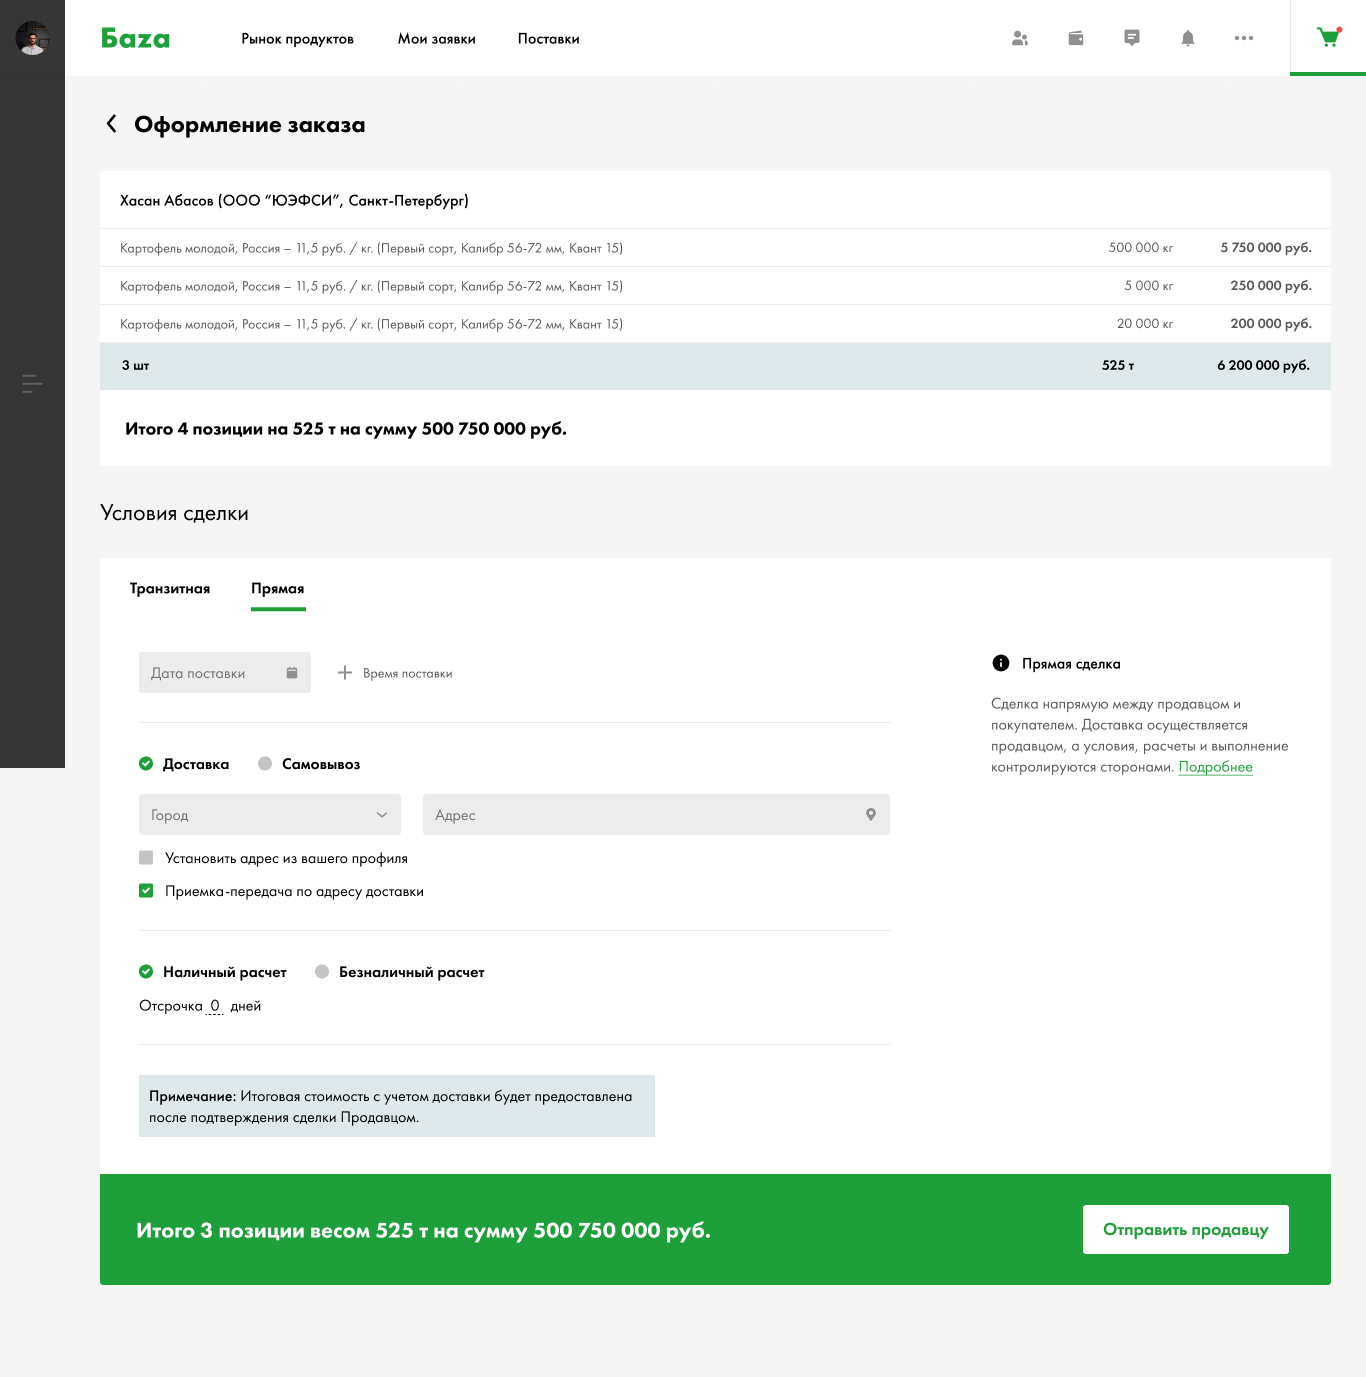 Баzа
Рынок продуктов
Мои заявки
Поставки
Оформление заказа
Хасан Абасов (ООО “ЮЭФСИ”, Санкт-Петербург)
Картофель молодой, Россия – 11,5 руб. / кг. (Первый сорт, Калибр 56-72 мм, Квант 15) 500 000 кг 5 750 000 руб.
Картофель молодой, Россия – 11,5 руб. / кг. (Первый сорт, Калибр 56-72 мм, Квант 15) 5 000 кг 250 000 руб.
Картофель молодой, Россия – 11,5 руб. / кг. (Первый сорт, Калибр 56-72 мм, Квант 15) 20 000 кг 200 000 руб.
3 шт 525 т 6 200 000 руб.
Итого 4 позиции на 525 т на сумму 500 750 000 руб.
Условия сделки
Транзитная
Прямая
Дата поставки
Время поставки
Доставка
Самовывоз
Город
Адрес
Установить адрес из вашего профиля
Приемка-передача по адресу доставки
Наличный расчет
Безналичный расчет
Отсрочка 0 дней
Примечание: Итоговая стоимость с учетом доставки будет предоставлена
после подтверждения сделки Продавцом.
Прямая сделка
Сделка напрямую между продавцом и
покупателем. Доставка осуществляется
продавцом, а условия, расчеты и выполнение
контролируются сторонами. Подробнее
Итого 3 позиции весом 525 т на сумму 500 750 000 руб.
Отправить продавцу